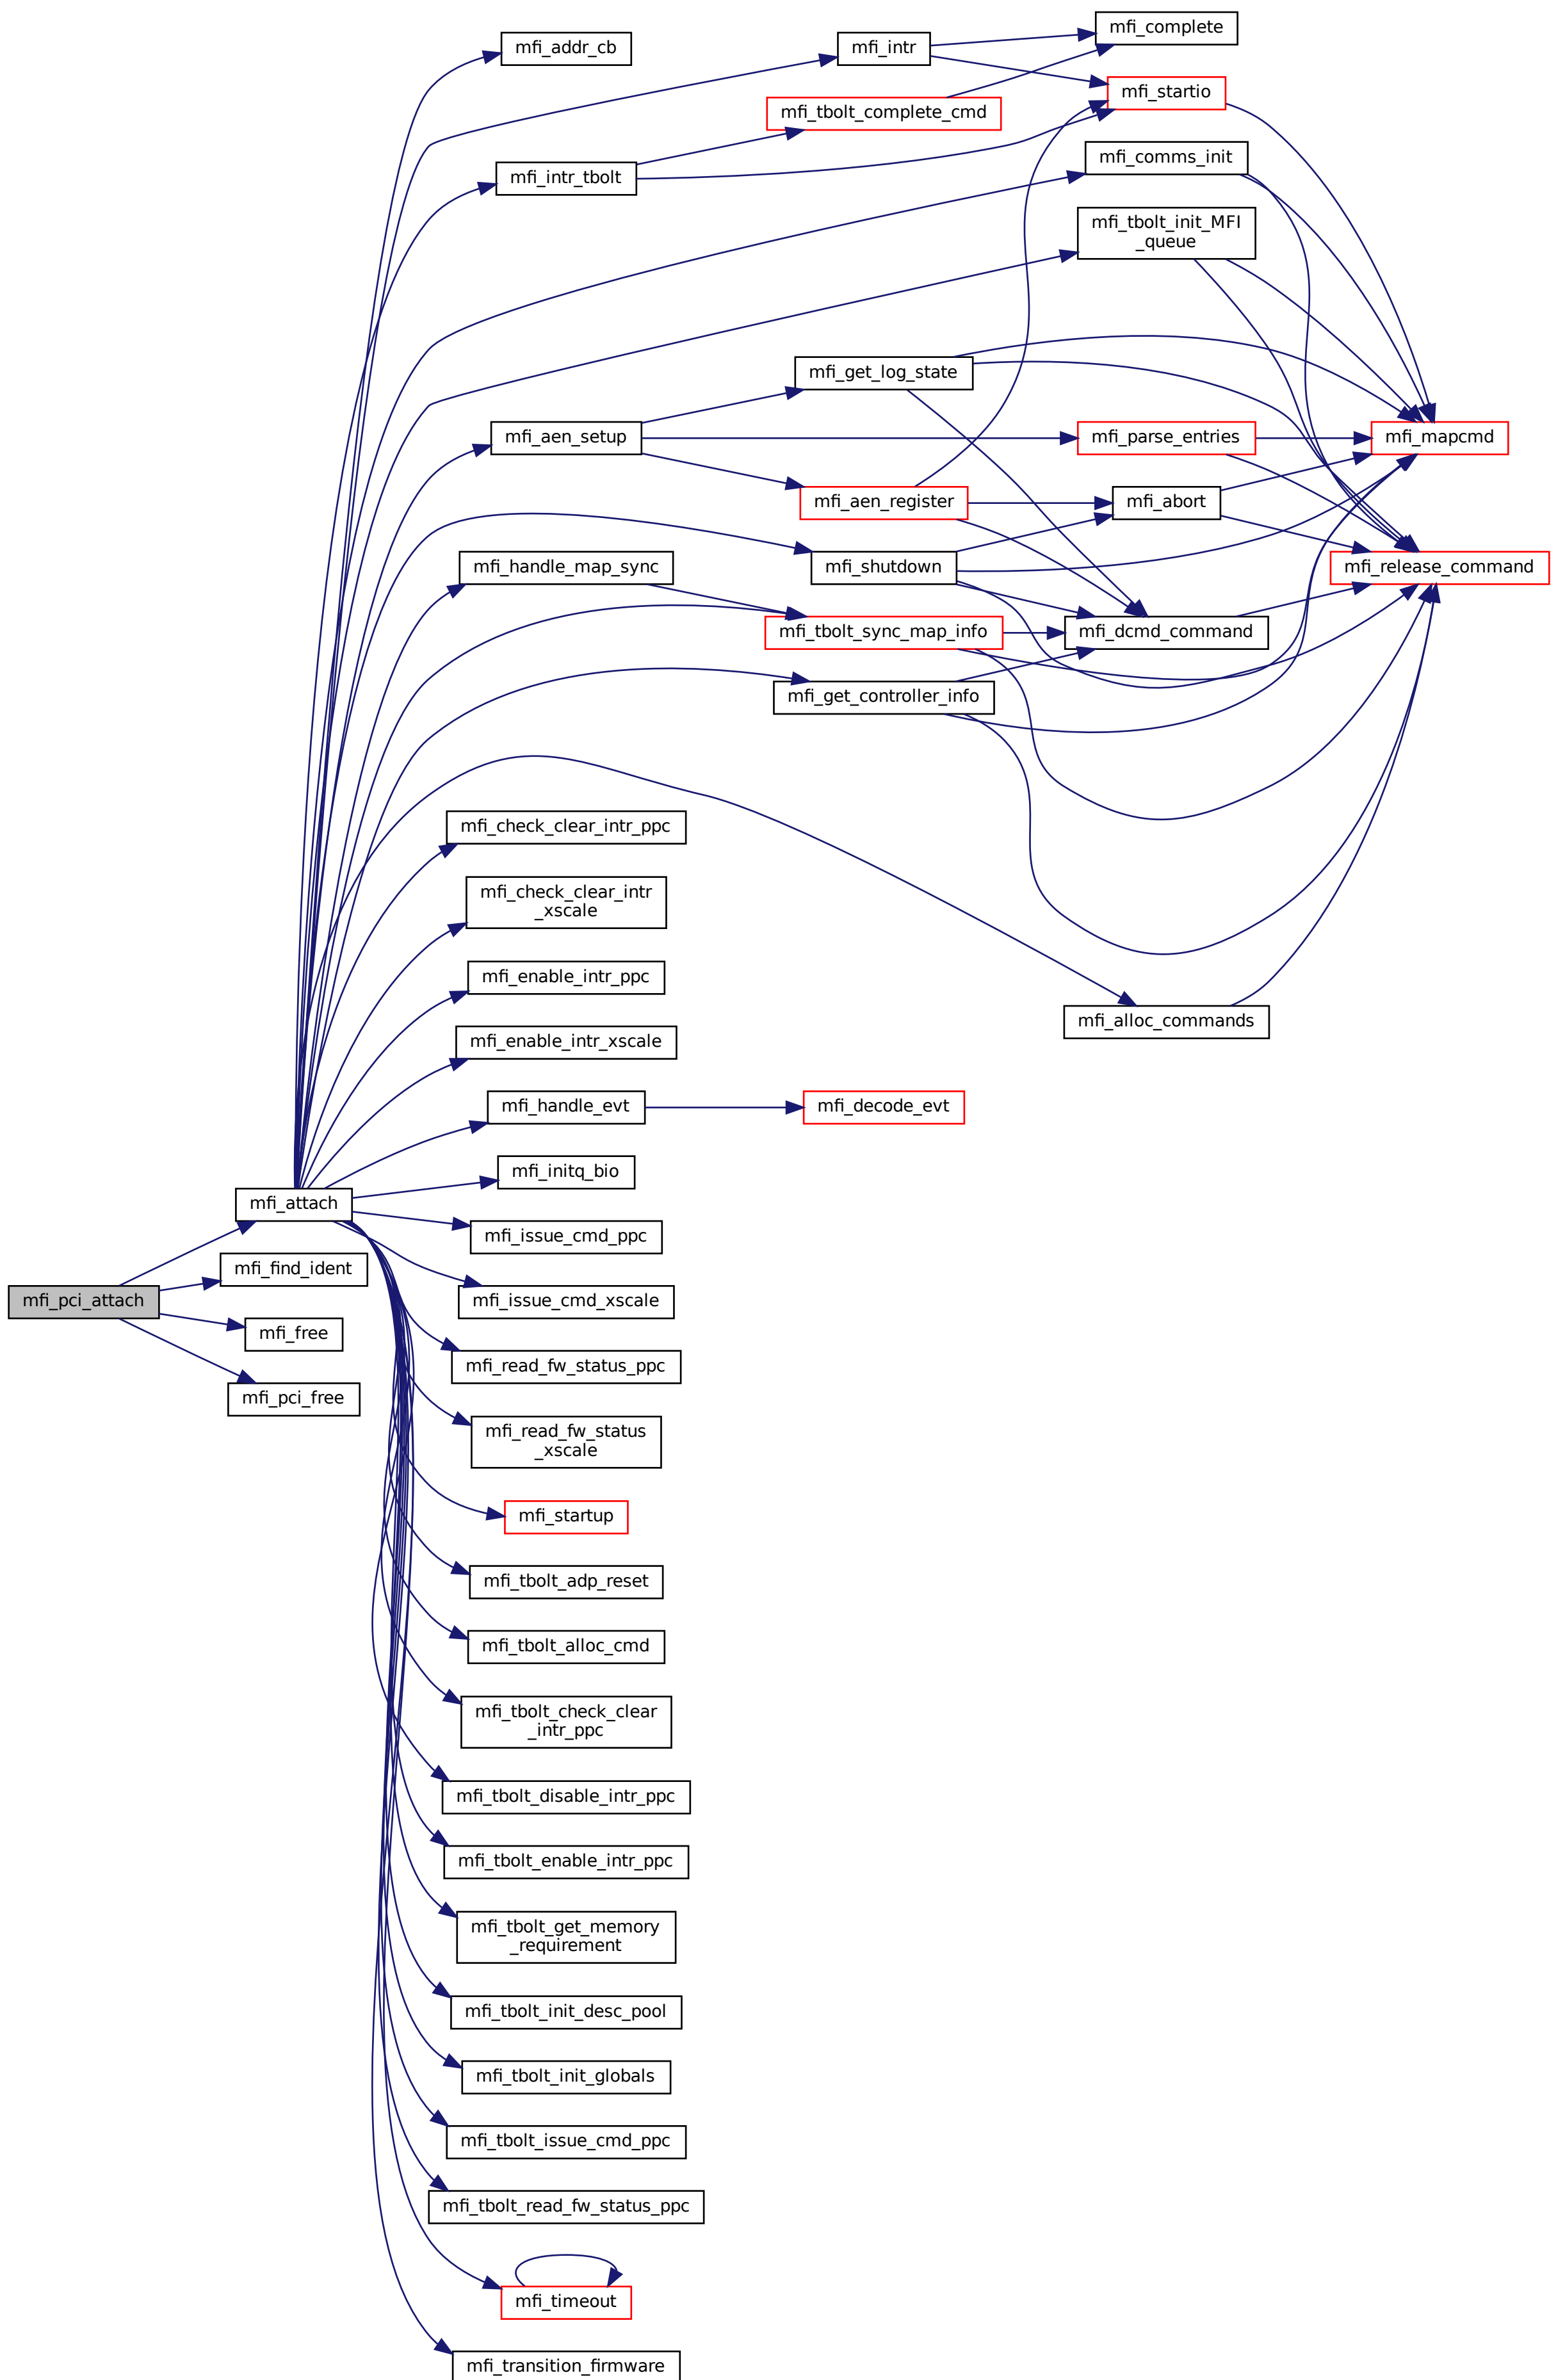 mfi_pci_attach
mfi_attach
mfi_find_ident
mfi_free
mfi_pci_free
mfi_addr_cb
mfi_intr_tbolt
mfi_aen_setup
mfi_handle_map_sync
mfi_check_clear_intr_ppc
mfi_check_clear_intr
_xscale
mfi_enable_intr_ppc
mfi_enable_intr_xscale
mfi_handle_evt
mfi_initq_bio
mfi_issue_cmd_ppc
mfi_issue_cmd_xscale
mfi_read_fw_status_ppc
mfi_read_fw_status
_xscale
mfi_startup
mfi_tbolt_adp_reset
mfi_tbolt_alloc_cmd
mfi_tbolt_check_clear
_intr_ppc
mfi_tbolt_disable_intr_ppc
mfi_tbolt_enable_intr_ppc
mfi_tbolt_get_memory
_requirement
mfi_tbolt_init_desc_pool
mfi_tbolt_init_globals
mfi_tbolt_issue_cmd_ppc
mfi_tbolt_read_fw_status_ppc
mfi_timeout
mfi_transition_firmware
mfi_intr
mfi_tbolt_complete_cmd
mfi_get_log_state
mfi_aen_register
mfi_shutdown
mfi_tbolt_sync_map_info
mfi_get_controller_info
mfi_decode_evt
mfi_complete
mfi_startio
mfi_comms_init
mfi_tbolt_init_MFI
_queue
mfi_parse_entries
mfi_abort
mfi_dcmd_command
mfi_alloc_commands
mfi_mapcmd
mfi_release_command